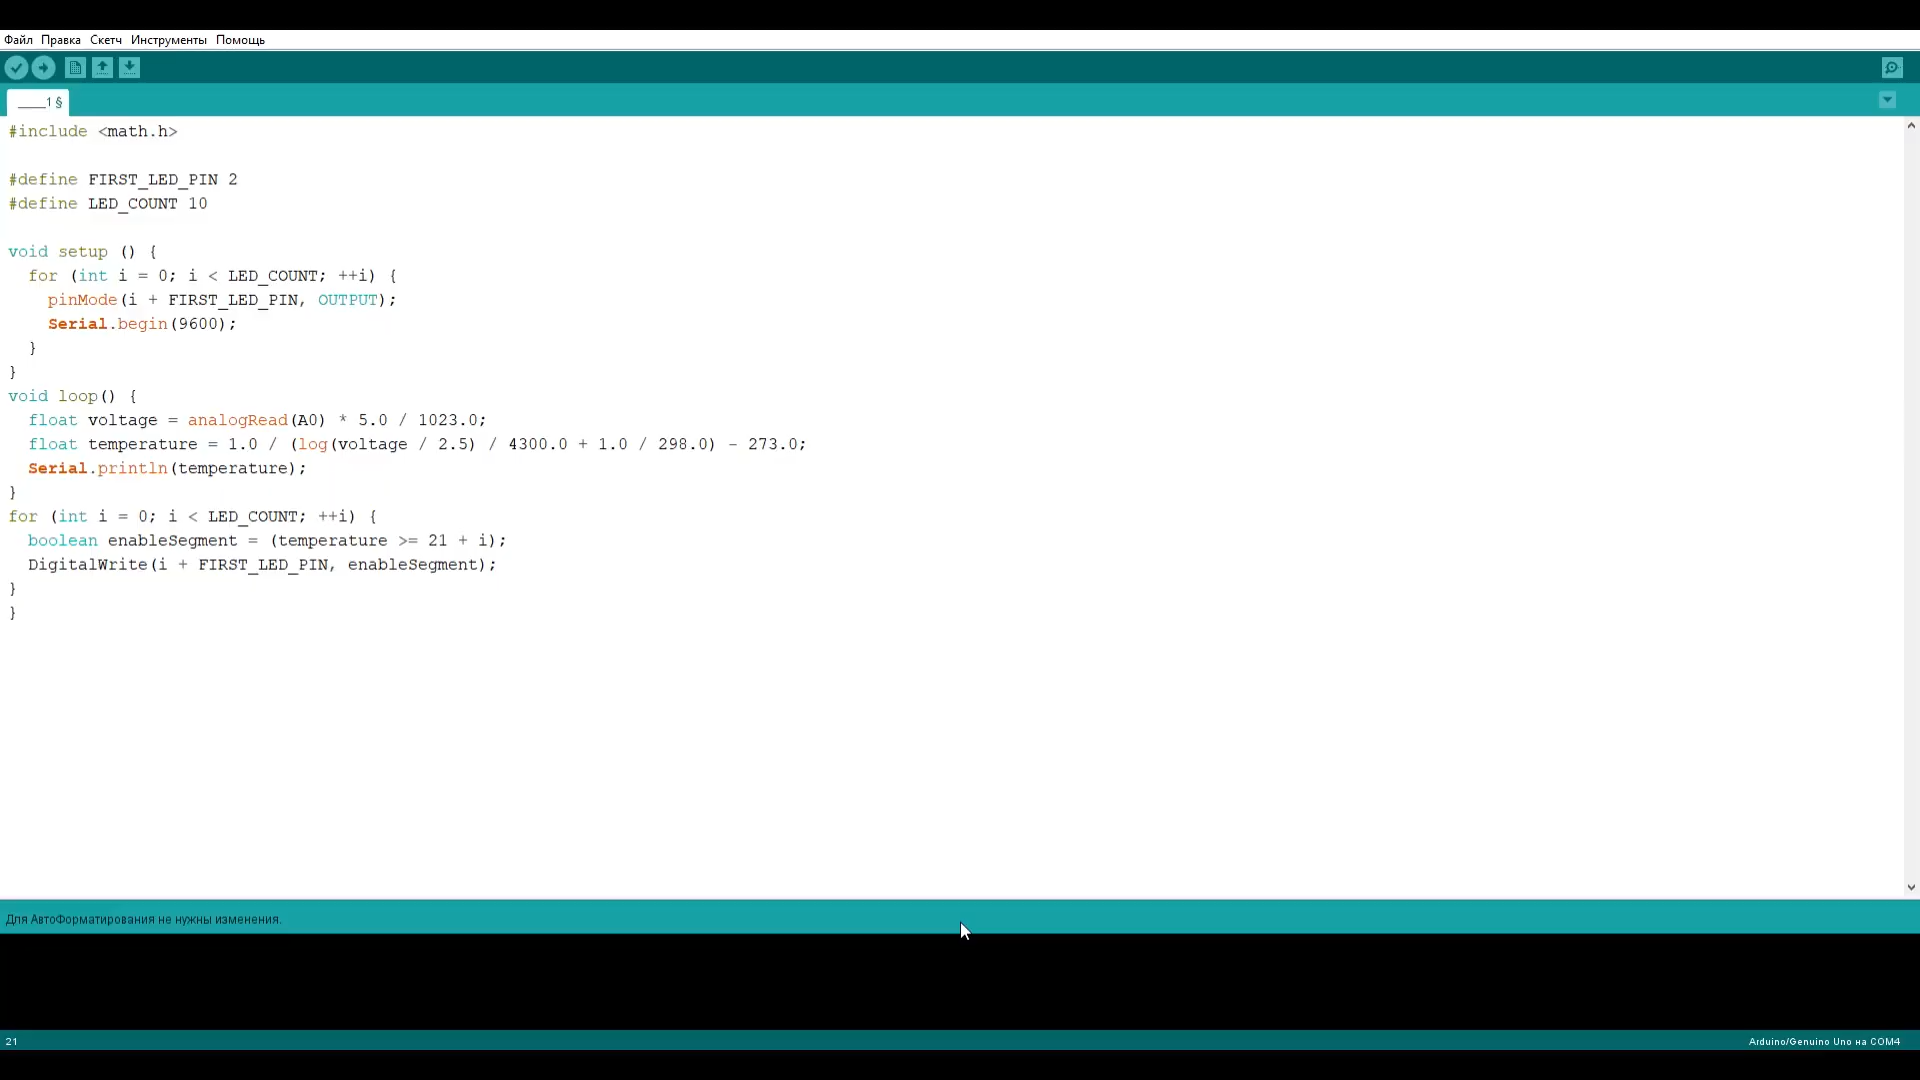 Файл Правка Скетч Инструменты Помощь
____1 §
#include <math.h>
#define FIRST_LED_PIN 2
#define LED_COUNT 10
void setup () {
  for (int i = 0; i < LED_COUNT; ++i) {
    pinMode(i + FIRST_LED_PIN, OUTPUT);
    Serial.begin(9600);
  }
}
void loop() {
  float voltage = analogRead(A0) * 5.0 / 1023.0;
  float temperature = 1.0 / (log(voltage / 2.5) / 4300.0 + 1.0 / 298.0) - 273.0;
  Serial.println(temperature);
}
for (int i = 0; i < LED_COUNT; ++i) {
  boolean enableSegment = (temperature >= 21 + i);
  DigitalWrite(i + FIRST_LED_PIN, enableSegment);
}
}
Для АвтоФорматирования не нужны изменения.
21 Arduino/Genuino Uno на COM4